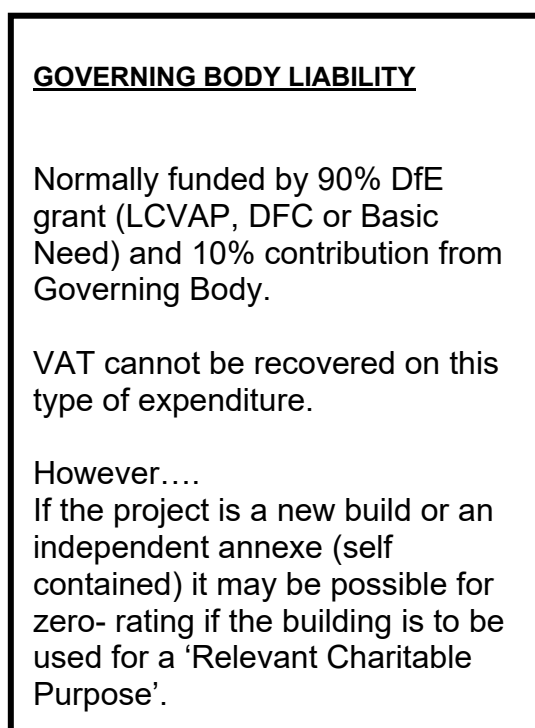 GOVERNING BODY LIABILITY
Normally funded by 90% DfE
grant (LCVAP, DFC or Basic
Need) and 10% contribution from
Governing Body.
VAT cannot be recovered on this
type of expenditure.
However….
If the project is a new build or an
independent annexe (self
contained) it may be possible for
zero- rating if the building is to be
used for a ‘Relevant Charitable
Purpose’.